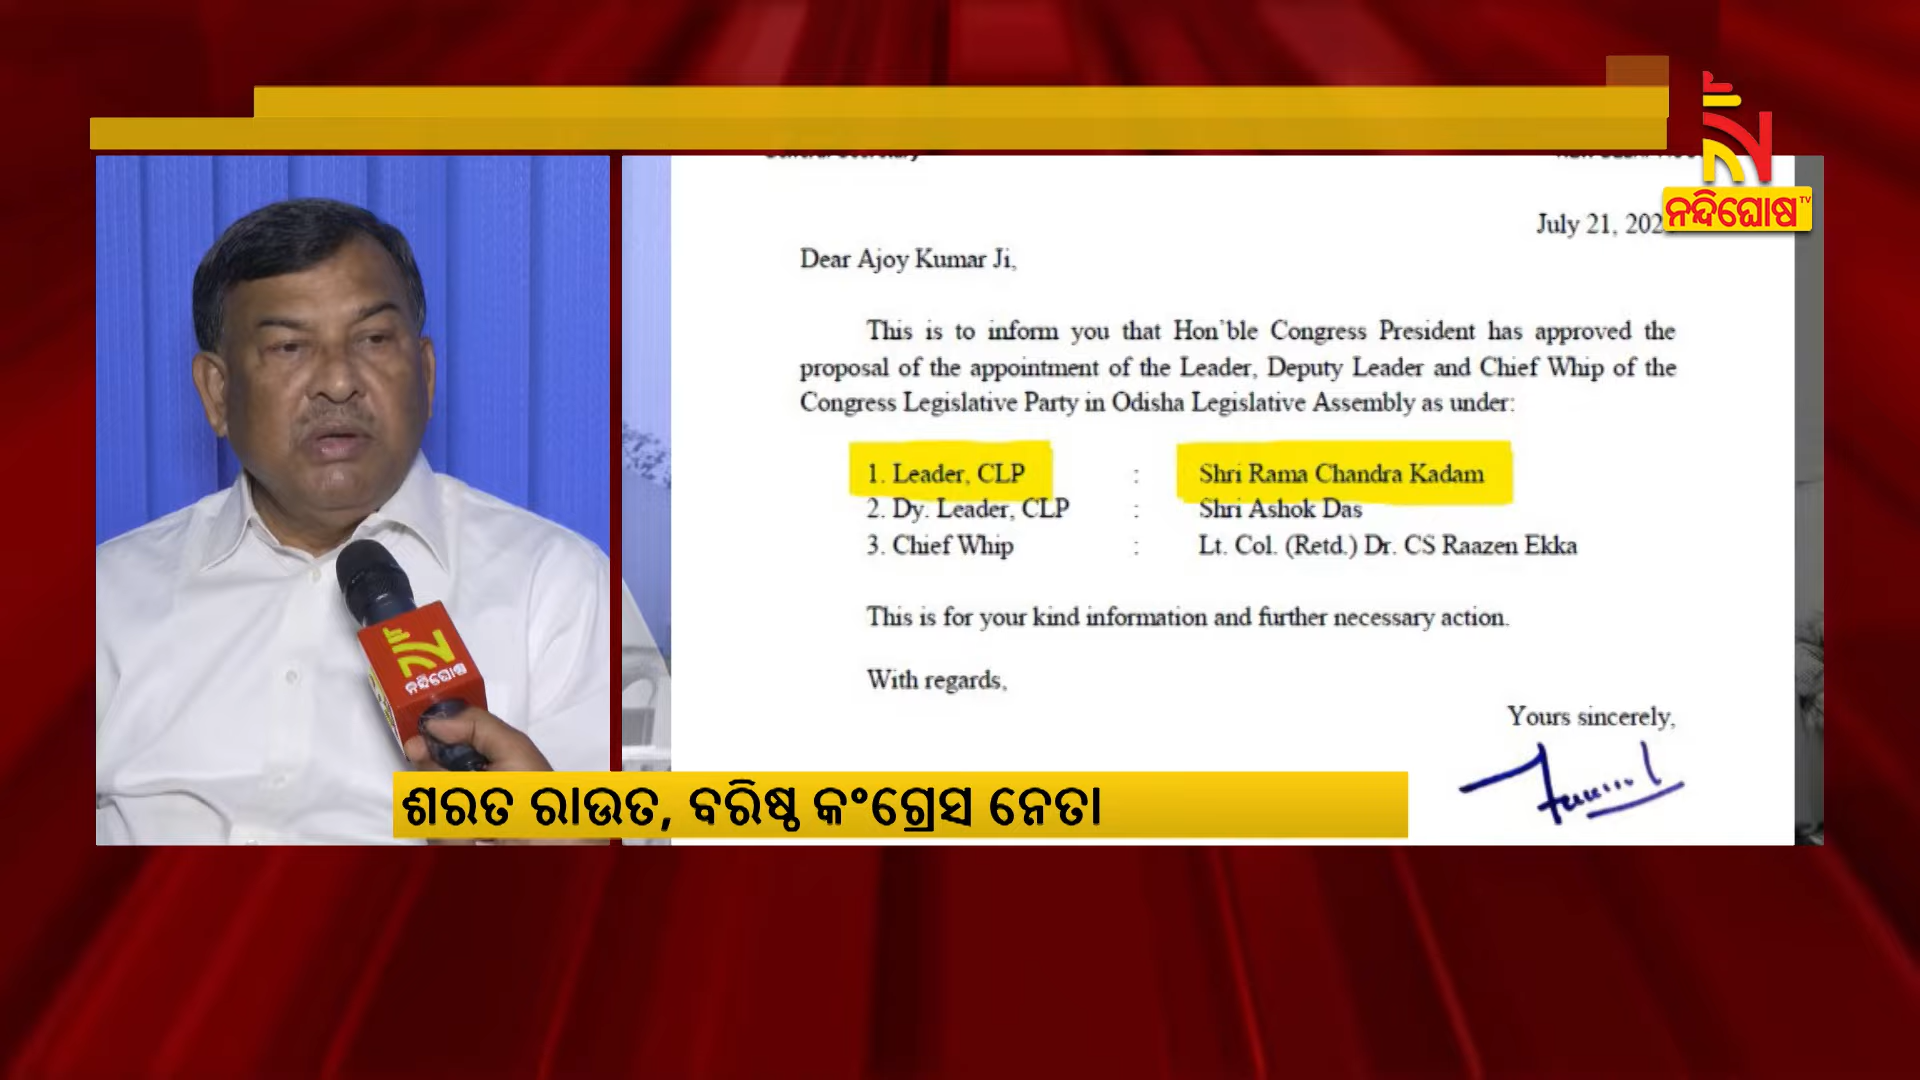 General Secretary
ନନ୍ଦିଘୋଷ TV
July 21, 202
Dear Ajoy Kumar Ji,
This is to inform you that Hon'ble Congress President has approved the
proposal of the appointment of the Leader, Deputy Leader and Chief Whip of the
Congress Legislative Party in Odisha Legislative Assembly as under:
1. Leader, CLP : Shri Rama Chandra Kadam
2. Dy. Leader, CLP : Shri Ashok Das
3. Chief Whip : Lt. Col. (Retd.) Dr. CS Raazen Ekka
This is for your kind information and further necessary action.
With regards,
Yours sincerely,
ନନ୍ଦିଘୋଷ
ଶରତ ରାଉତ, ବରିଷ୍ଠ କଂଗ୍ରେସ ନେତା